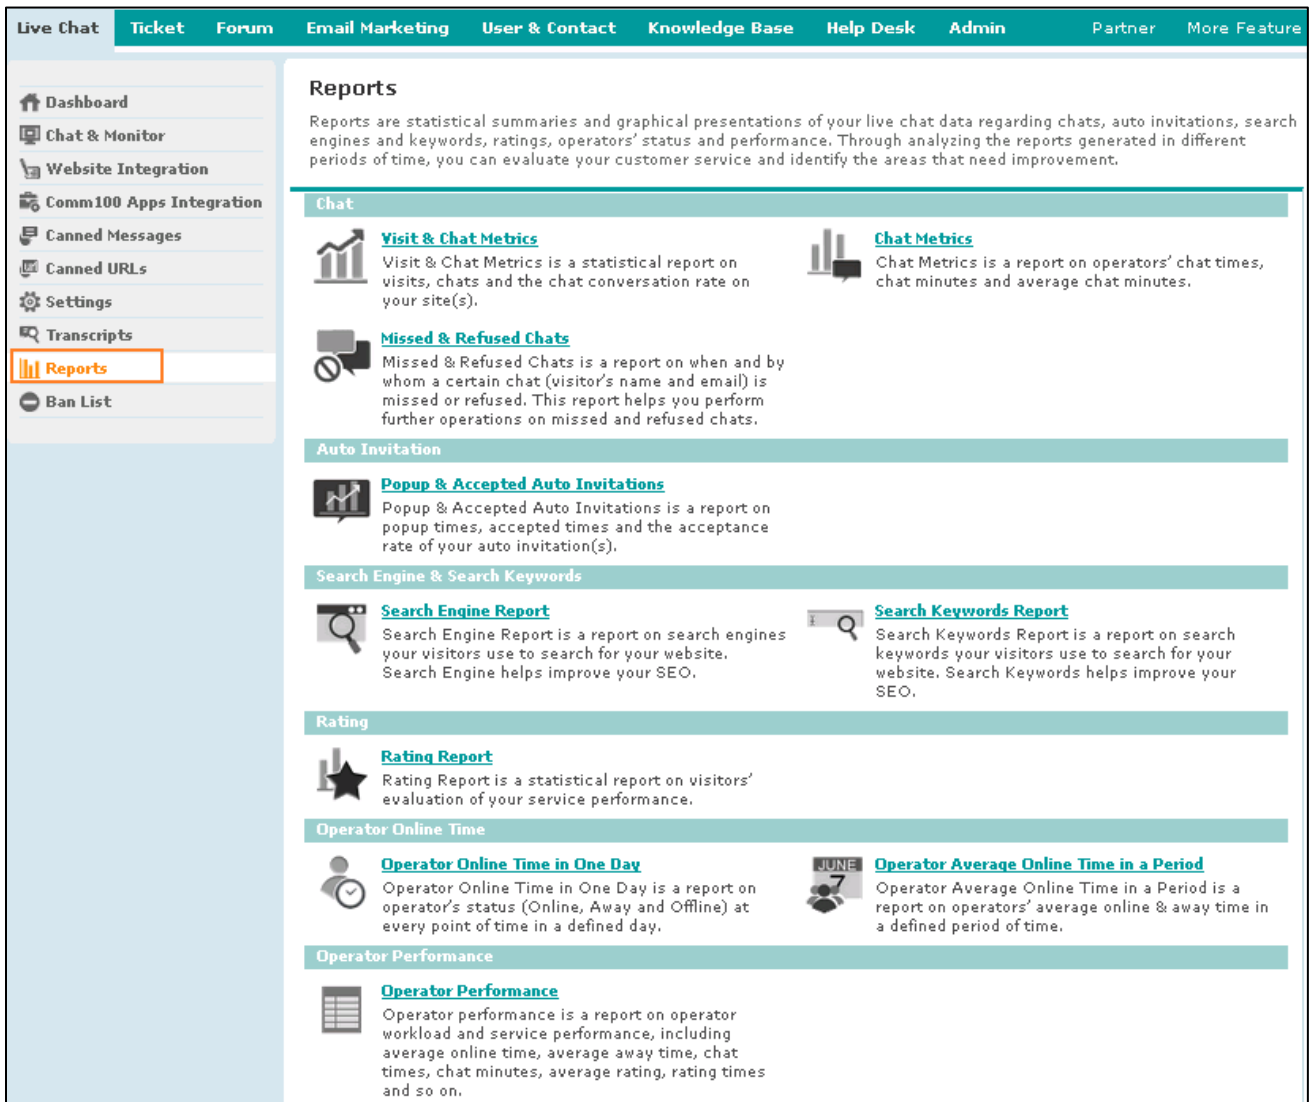 Live Chat Ticket Forum Email Marketing User & Contact Knowledge Base Help Desk Admin Partner More Feature
Dashboard
Chat & Monitor
Website Integration
Comm100 Apps Integration
Canned Messages
Canned URLs
Settings
Transcripts
Reports
Ban List
Reports
Reports are statistical summaries and graphical presentations of your live chat data regarding chats, auto invitations, search
engines and keywords, ratings, operators' status and performance. Through analyzing the reports generated in different
periods of time, you can evaluate your customer service and identify the areas that need improvement.
Chat
Visit & Chat Metrics
Visit & Chat Metrics is a statistical report on
visits, chats and the chat conversation rate on
your site(s).
Chat Metrics
Chat Metrics is a report on operators' chat times,
chat minutes and average chat minutes.
Missed & Refused Chats
Missed & Refused Chats is a report on when and by
whom a certain chat (visitor's name and email) is
missed or refused. This report helps you perform
further operations on missed and refused chats.
Auto Invitation
Popup & Accepted Auto Invitations
Popup & Accepted Auto Invitations is a report on
popup times, accepted times and the acceptance
rate of your auto invitation(s).
Search Engine & Search Keywords
Search Engine Report
Search Engine Report is a report on search engines
your visitors use to search for your website.
Search Engine helps improve your SEO.
Search Keywords Report
Search Keywords Report is a report on search
keywords your visitors use to search for your
website. Search Keywords helps improve your
SEO.
Rating
Rating Report
Rating Report is a statistical report on visitors'
evaluation of your service performance.
Operator Online Time
Operator Online Time in One Day
Operator Online Time in One Day is a report on
operator's status (Online, Away and Offline) at
every point of time in a defined day.
JUNE
7
Operator Average Online Time in a Period
Operator Average Online Time in a Period is a
report on operators' average online & away time in
a defined period of time.
Operator Performance
Operator Performance
Operator performance is a report on operator
workload and service performance, including
average online time, average away time, chat
times, chat minutes, average rating, rating times
and so on.